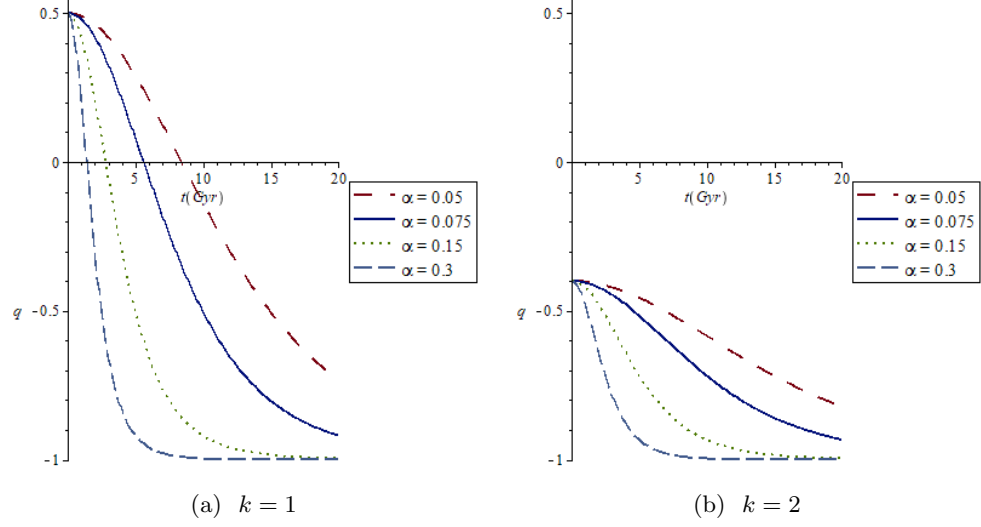 0.5
0
5
10
15
20
t(Gyr)
α = 0.05
α = 0.075
α = 0.15
α = 0.3
q -0.5
-1
(a) k = 1
0.5
0
5
10
15
20
t(Gyr)
α = 0.05
α = 0.075
α = 0.15
α = 0.3
q -0.5
-1
(b) k = 2